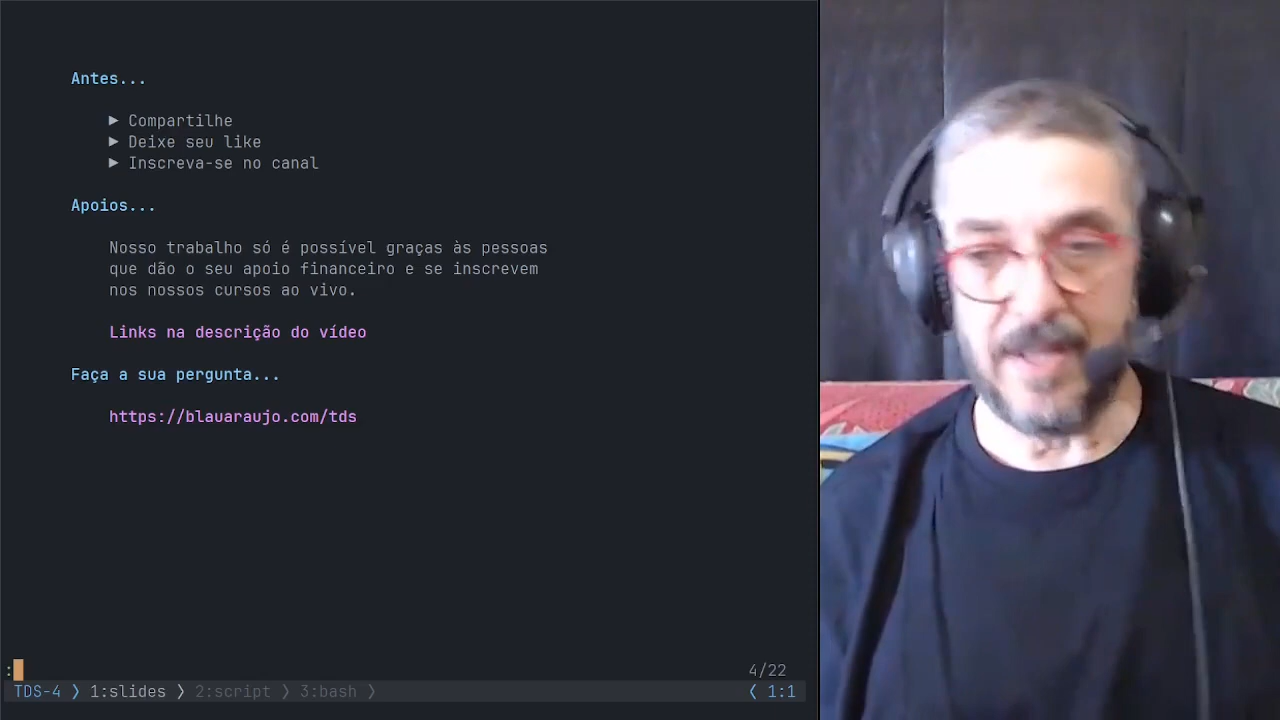 Antes...
► Compartilhe
► Deixe seu like
► Inscreva-se no canal
Apoios...
Nosso trabalho só é possível graças às pessoas
que dão o seu apoio financeiro e se inscrevem
nos nossos cursos ao vivo.
Links na descrição do vídeo
Faça a sua pergunta...
https://blauaraujo.com/tds
:
4/22
TDS-4 ❯ 1:slides ❯ 2:script ❯ 3:bash ❯ ❮ 1:1